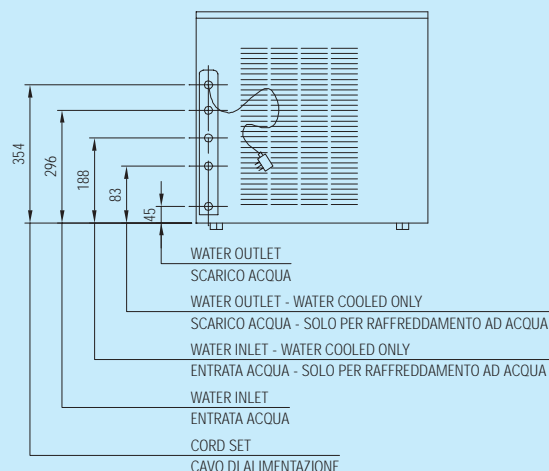 354
296
188
83
45
WATER OUTLET
SCARICO ACQUA
WATER OUTLET - WATER COOLED ONLY
SCARICO ACQUA - SOLO PER RAFFREDDAMENTO AD ACQUA
WATER INLET - WATER COOLED ONLY
ENTRATA ACQUA - SOLO PER RAFFREDDAMENTO AD ACQUA
WATER INLET
ENTRATA ACQUA
CORD SET
CAVO DI ALIMENTAZIONE